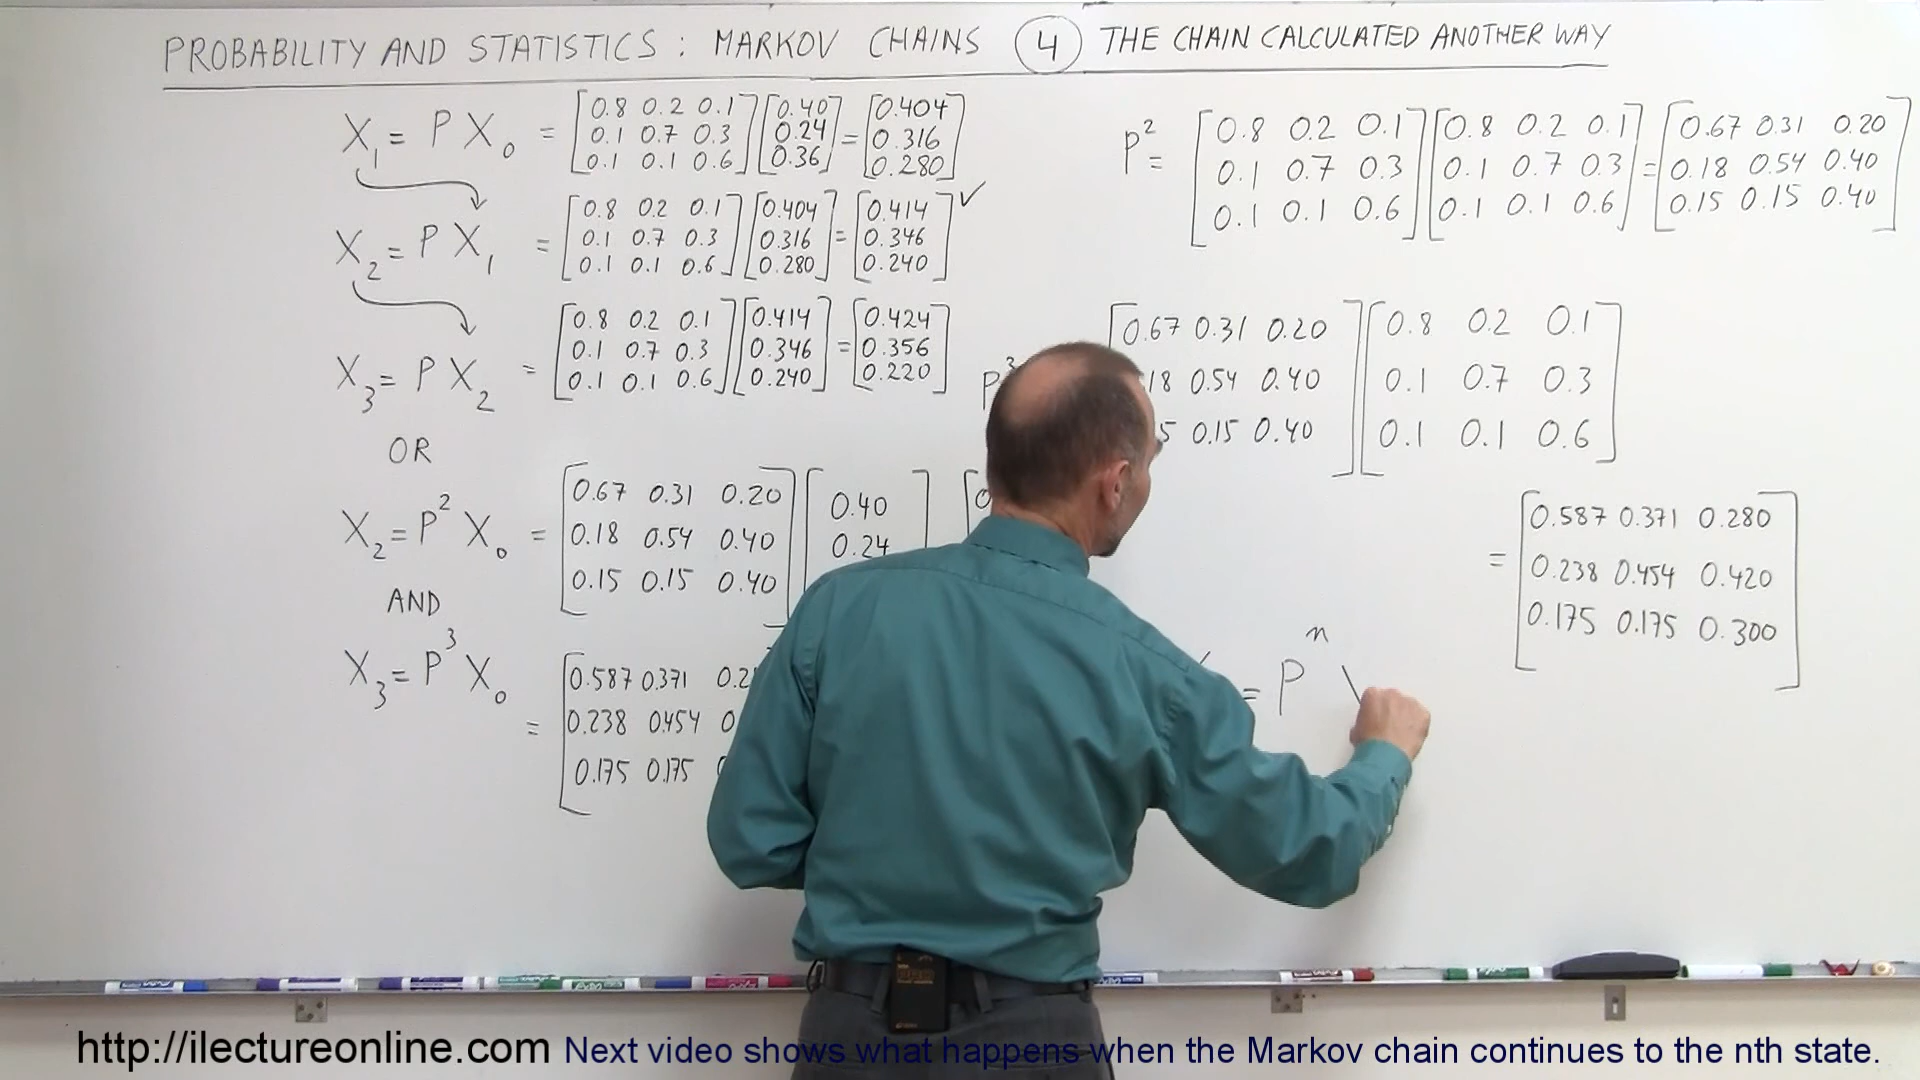 PROBABILITY AND STATISTICS : MARKOV CHAINS 4 THE CHAIN CALCULATED ANOTHER WAY
X₁ = P X₀ = [0.8 0.2 0.1] [0.40] = [0.404]
0.1 0.7 0.3 0.24 0.316
0.1 0.1 0.6 0.36 0.280
X₂ = P X₁ = [0.8 0.2 0.1] [0.404] = [0.414] ✓
0.1 0.7 0.3 0.316 0.346
0.1 0.1 0.6 0.280 0.240
X₃ = P X₂ = [0.8 0.2 0.1] [0.414] = [0.424]
0.1 0.7 0.3 0.346 0.356
0.1 0.1 0.6 0.240 0.220
OR
X₂ = P² X₀ = [0.67 0.31 0.20] [0.40
0.18 0.54 0.40 0.24
0.15 0.15 0.40
AND
X₃ = P³ X₀
= [0.587 0.371
0.238 0.454
0.175 0.175
P² = [0.8 0.2 0.1] [0.8 0.2 0.1] = [0.67 0.31 0.20]
0.1 0.7 0.3 0.1 0.7 0.3 0.18 0.54 0.40
0.1 0.1 0.6 0.1 0.1 0.6 0.15 0.15 0.40
P³ [0.67 0.31 0.20] [0.8 0.2 0.1]
18 0.54 0.40 0.1 0.7 0.3
5 0.15 0.40 0.1 0.1 0.6
= [0.587 0.371 0.280]
0.238 0.454 0.420
0.175 0.175 0.300
= Pⁿ
http://ilectureonline.com Next video shows what happens when the Markov chain continues to the nth state.